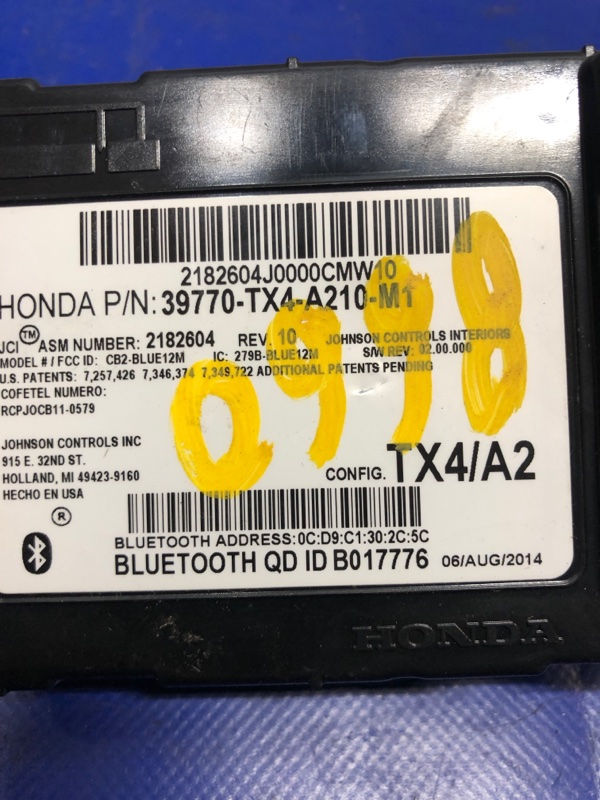 2182604J0000CMW10
HONDA P/N: 39770-TX4-A210-M1
JCI™ ASM NUMBER: 2182604 REV. 10 JOHNSON CONTROLS INTERIORS
MODEL # / FCC ID: CB2-BLUE12M IC: 279B-BLUE12M S/W REV: 02.00.000
U.S. PATENTS: 7,257,426 7,346,374 7,349,722 ADDITIONAL PATENTS PENDING
COFETEL NUMERO:
RCPJOCB11-0579
0998
JOHNSON CONTROLS INC
915 E. 32ND ST.
HOLLAND, MI 49423-9160
HECHO EN USA
CONFIG. TX4/A2
®
BLUETOOTH ADDRESS:0C:D9:C1:30:2C:5C
BLUETOOTH QD ID B017776 06/AUG/2014
HONDA